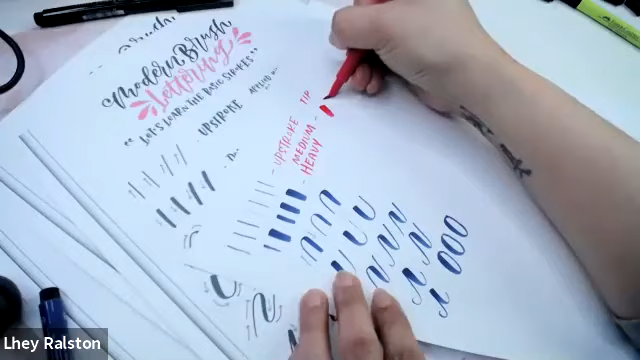 Modern Brush
Lettering
"LET'S LEARN THE BASIC STROKES"
UPSTROKE
UPSTROKE TIP
MEDIUM -
HEAVY -
Lhey Ralston